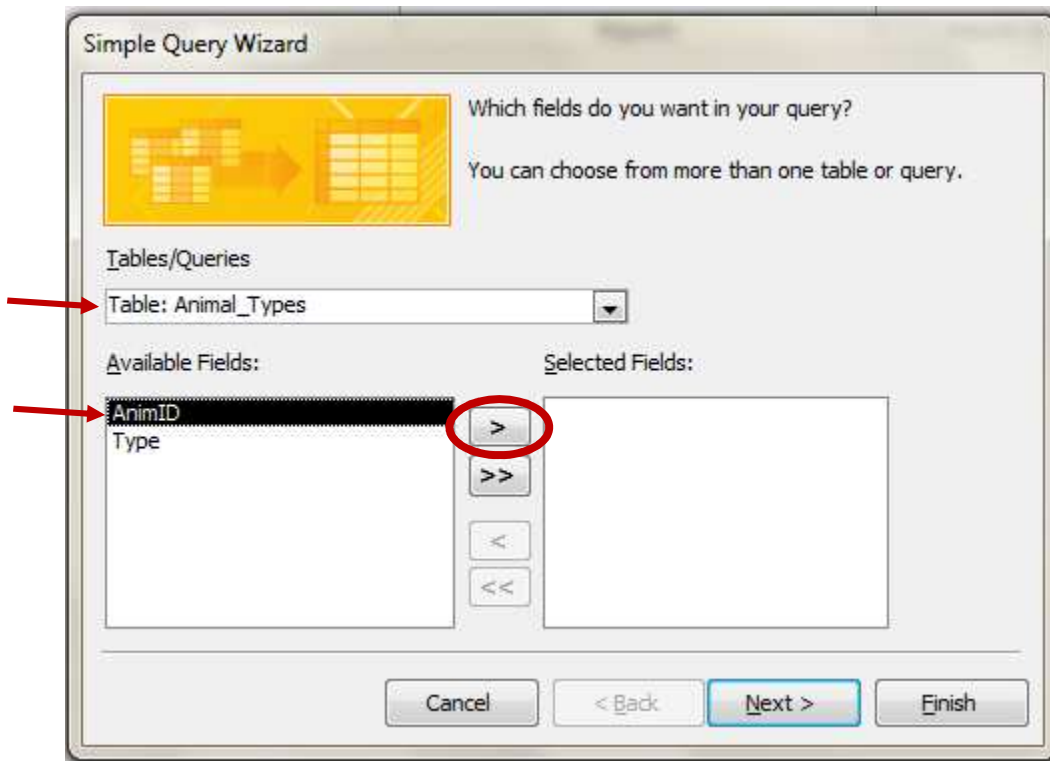 Simple Query Wizard
Which fields do you want in your query?
You can choose from more than one table or query.
Tables/Queries
Table: Animal_Types
Available Fields:
Selected Fields:
AnimID
Type
>
>>
<
<<
Cancel
< Back
Next >
Finish